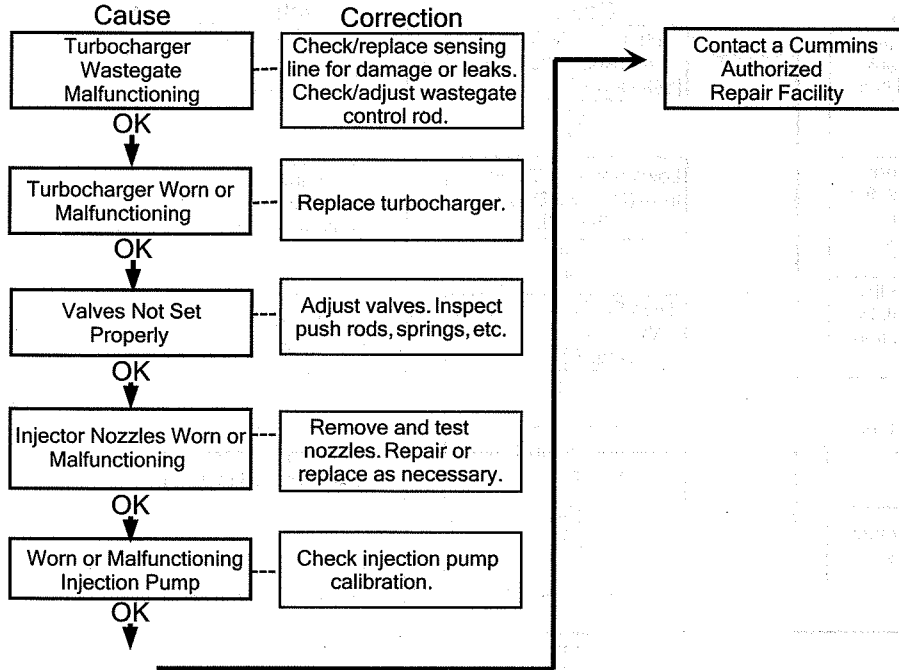 Cause
Correction
Turbocharger
Wastegate
Malfunctioning
Check/replace sensing
line for damage or leaks.
Check/adjust wastegate
control rod.
OK
Turbocharger Worn or
Malfunctioning
Replace turbocharger.
OK
Valves Not Set
Properly
Adjust valves. Inspect
push rods, springs, etc.
OK
Injector Nozzles Worn or
Malfunctioning
Remove and test
nozzles. Repair or
replace as necessary.
OK
Worn or Malfunctioning
Injection Pump
Check injection pump
calibration.
OK
Contact a Cummins
Authorized
Repair Facility